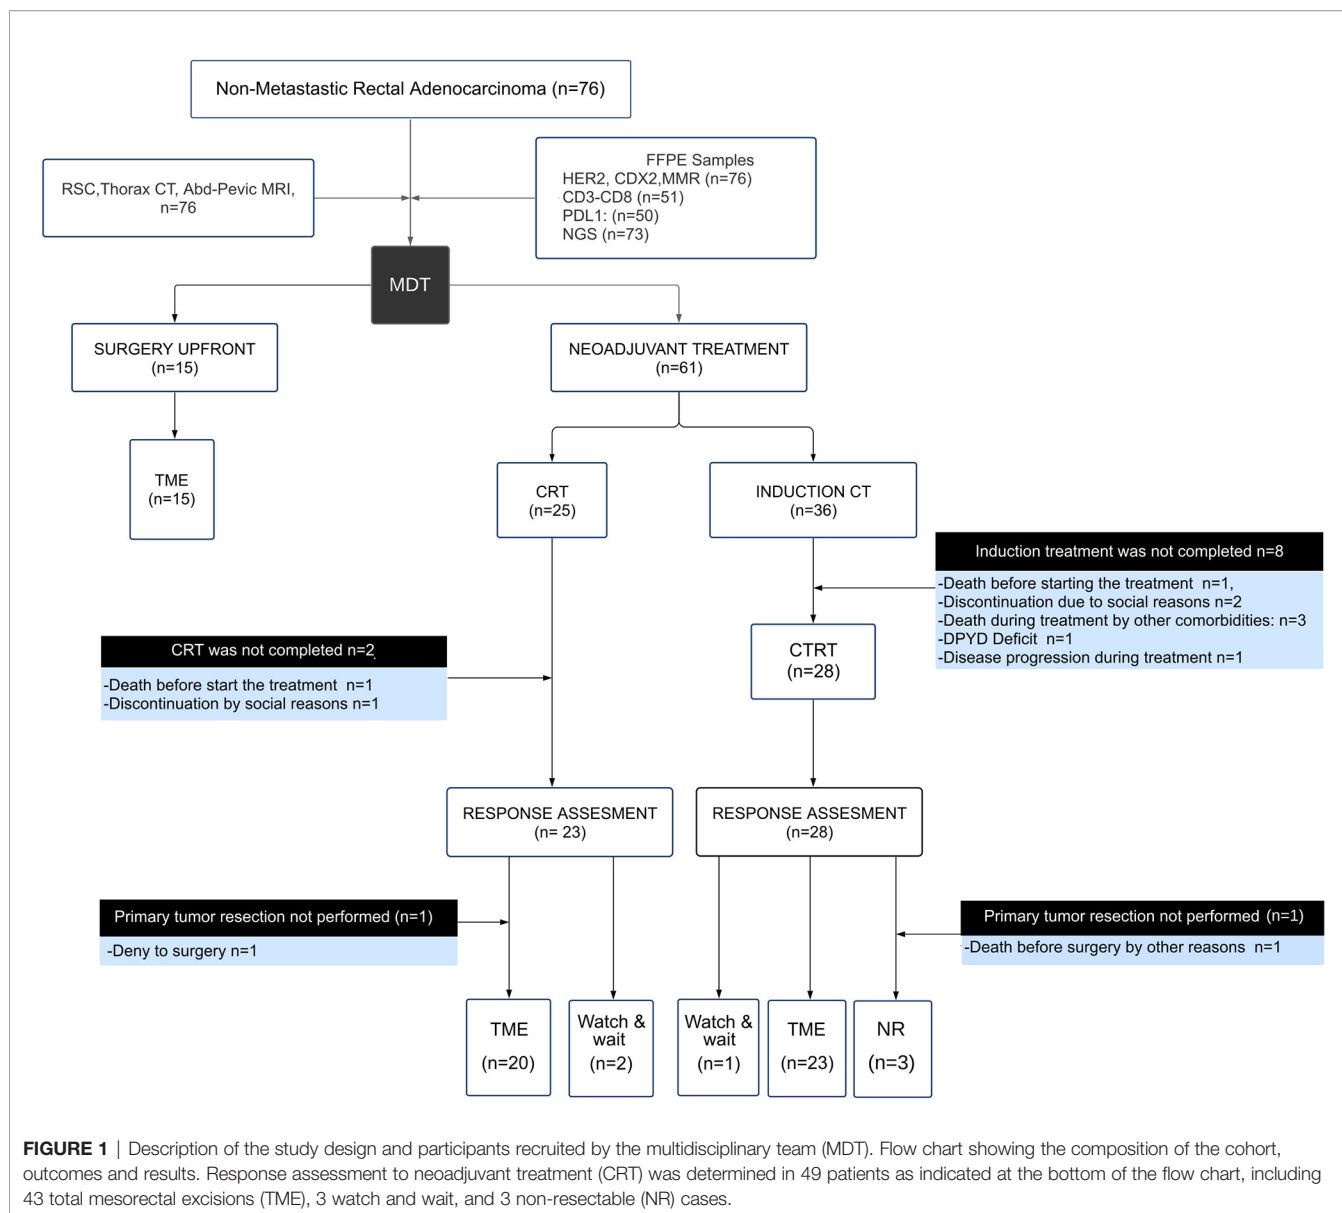 Non-Metastastic Rectal Adenocarcinoma (n=76)
RSC,Thorax CT, Abd-Pevic MRI,
n=76
FFPE Samples
HER2, CDX2,MMR (n=76)
CD3-CD8 (n=51)
PDL1: (n=50)
NGS (n=73)
MDT
SURGERY UPFRONT
(n=15)
NEOADJUVANT TREATMENT
(n=61)
TME
(n=15)
CRT
(n=25)
INDUCTION CT
(n=36)
Induction treatment was not completed n=8
-Death before starting the treatment n=1,
-Discontinuation due to social reasons n=2
-Death during treatment by other comorbidities: n=3
-DPYD Deficit n=1
-Disease progression during treatment n=1
CTRT
(n=28)
CRT was not completed n=2.
-Death before start the treatment n=1
-Discontinuation by social reasons n=1
RESPONSE ASSESMENT
(n= 23)
RESPONSE ASSESMENT
(n=28)
Primary tumor resection not performed (n=1)
-Deny to surgery n=1
Primary tumor resection not performed (n=1)
-Death before surgery by other reasons n=1
TME
(n=20)
Watch &
wait
(n=2)
Watch &
wait
(n=1)
TME
(n=23)
NR
(n=3)
FIGURE 1 | Description of the study design and participants recruited by the multidisciplinary team (MDT). Flow chart showing the composition of the cohort,
outcomes and results. Response assessment to neoadjuvant treatment (CRT) was determined in 49 patients as indicated at the bottom of the flow chart, including
43 total mesorectal excisions (TME), 3 watch and wait, and 3 non-resectable (NR) cases.